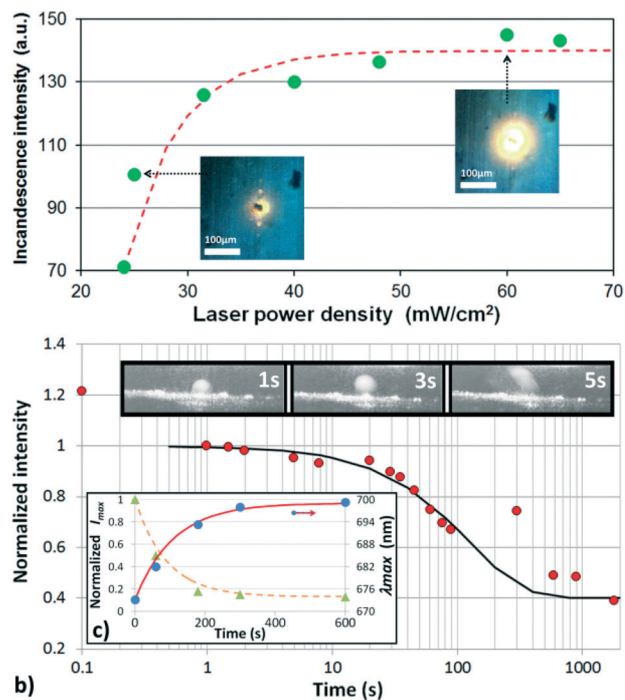 Incandescence intensity (a.u.)
150
130
110
90
70
100µm
100µm
20 30 40 50 60 70
Laser power density (mW/cm²)
Normalized intensity
1.4
1.2
1
0.8
0.6
0.4
0.2
1s 3s 5s
Normalized Imax
1
0.8
0.6
0.4
0.2
0
700
694
688
682
676
670
λmax (nm)
0 200 400 600
c) Time (s)
0.1 1 10 100 1000
b) Time (s)